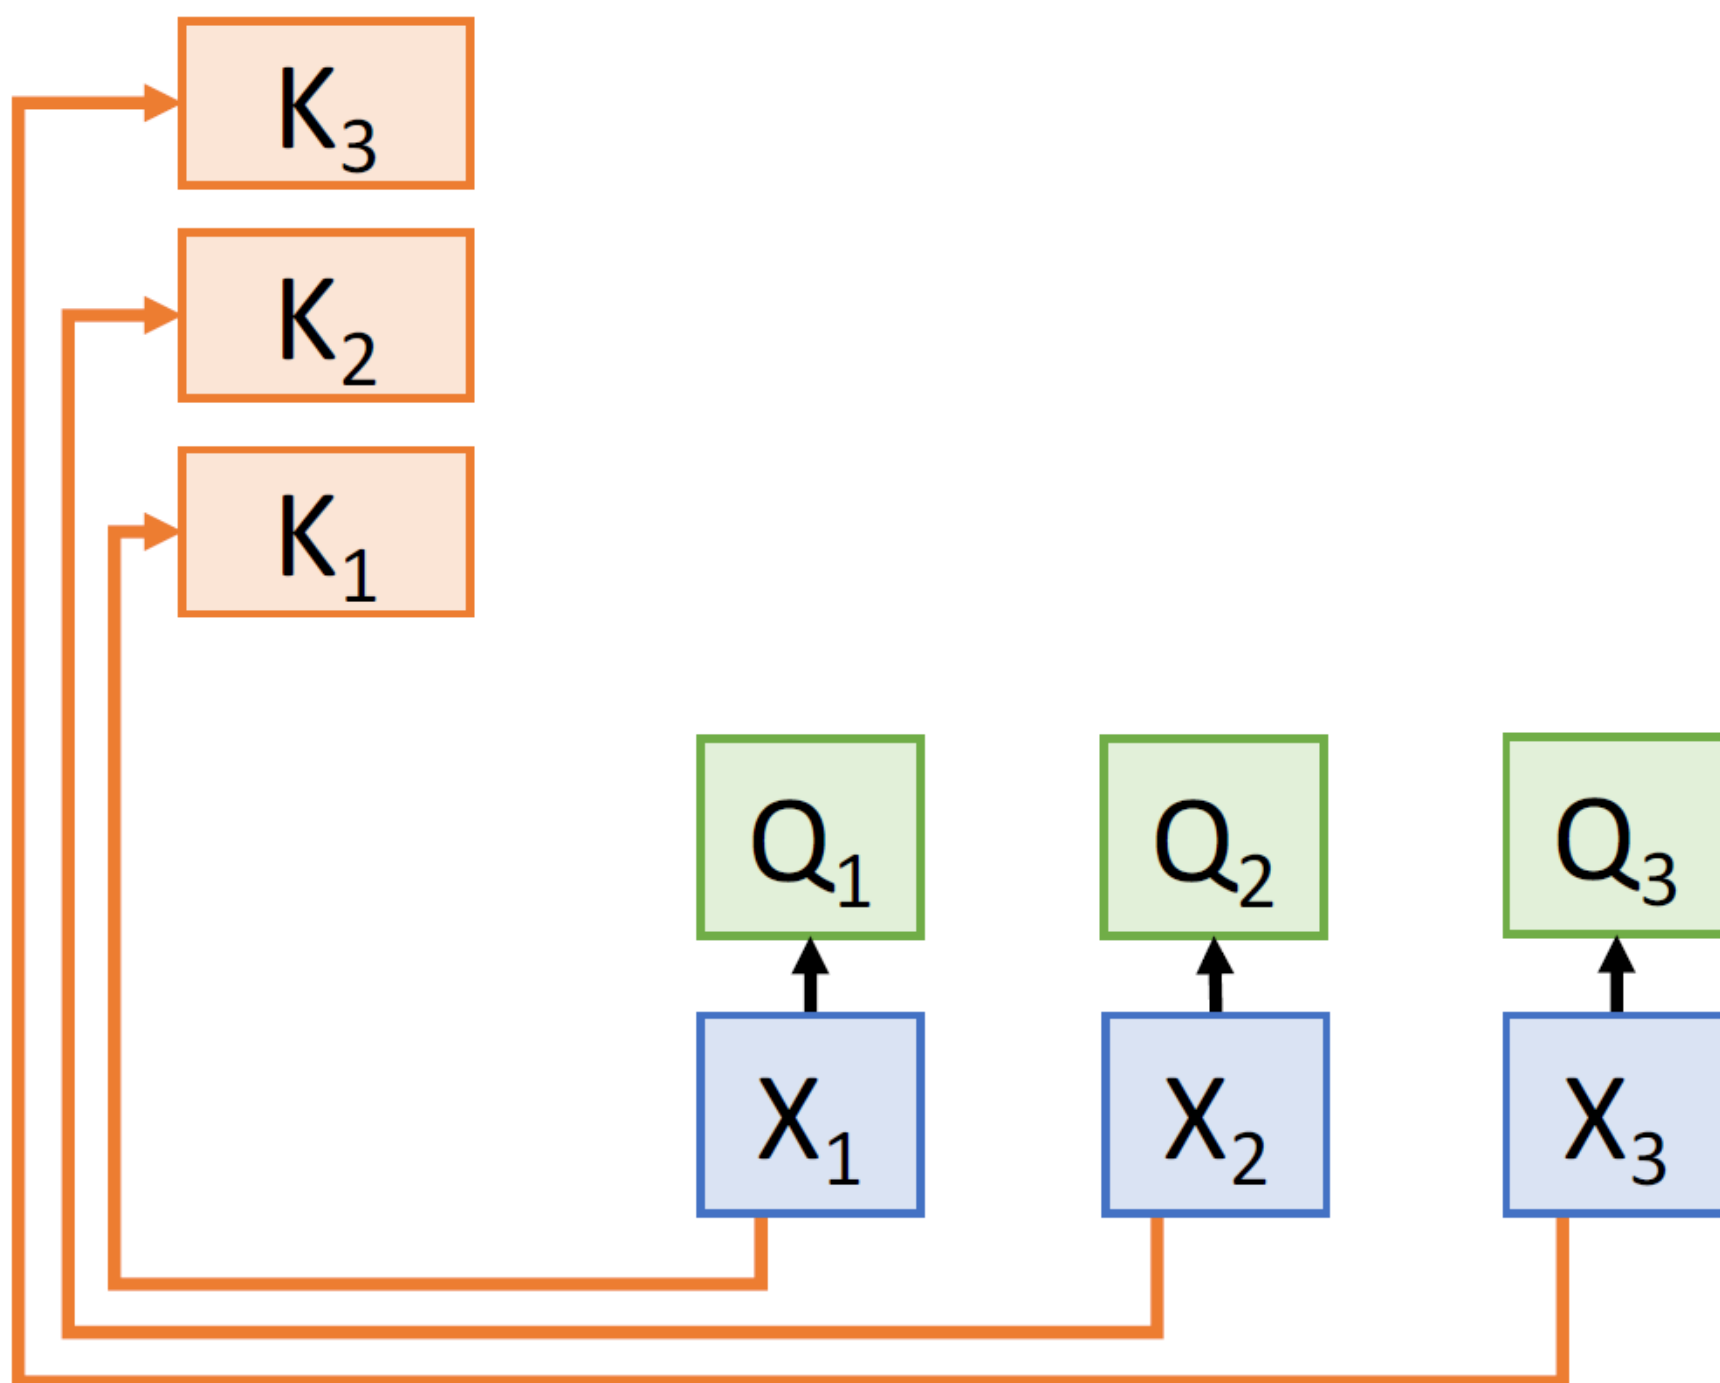 K₃
K₂
K₁
Q₁ Q₂ Q₃
X₁ X₂ X₃